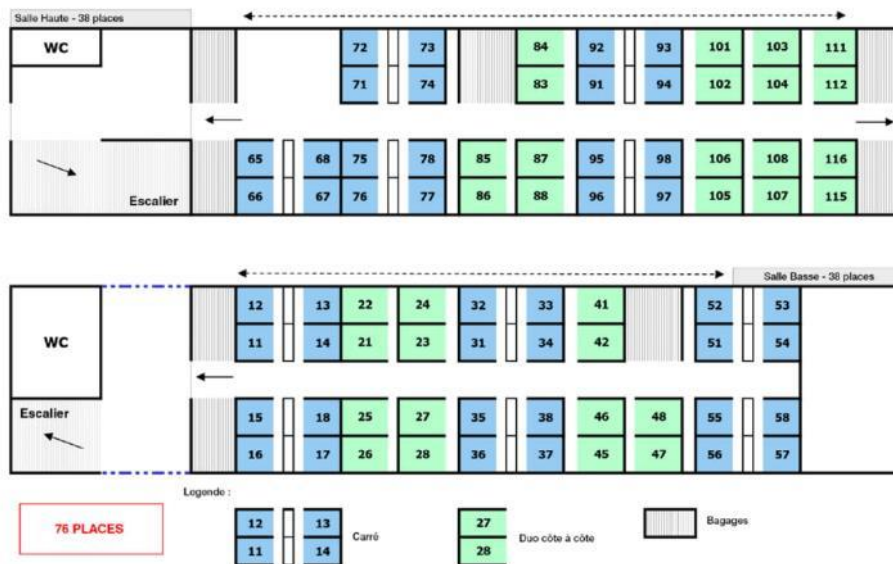 Salle Haute - 38 places
WC
72 73 84 92 93 101 103 111
71 74 83 91 94 102 104 112
65 68 75 78 85 87 95 98 106 108 116
66 67 76 77 86 88 96 97 105 107 115
Escalier
Salle Basse - 38 places
WC
12 13 22 24 32 33 41 52 53
11 14 21 23 31 34 42 51 54
Escalier
15 18 25 27 35 38 46 48 55 58
16 17 26 28 36 37 45 47 56 57
Legende :
76 PLACES
12 13
11 14
Carré
27
28
Duo côte à côte
Bagages